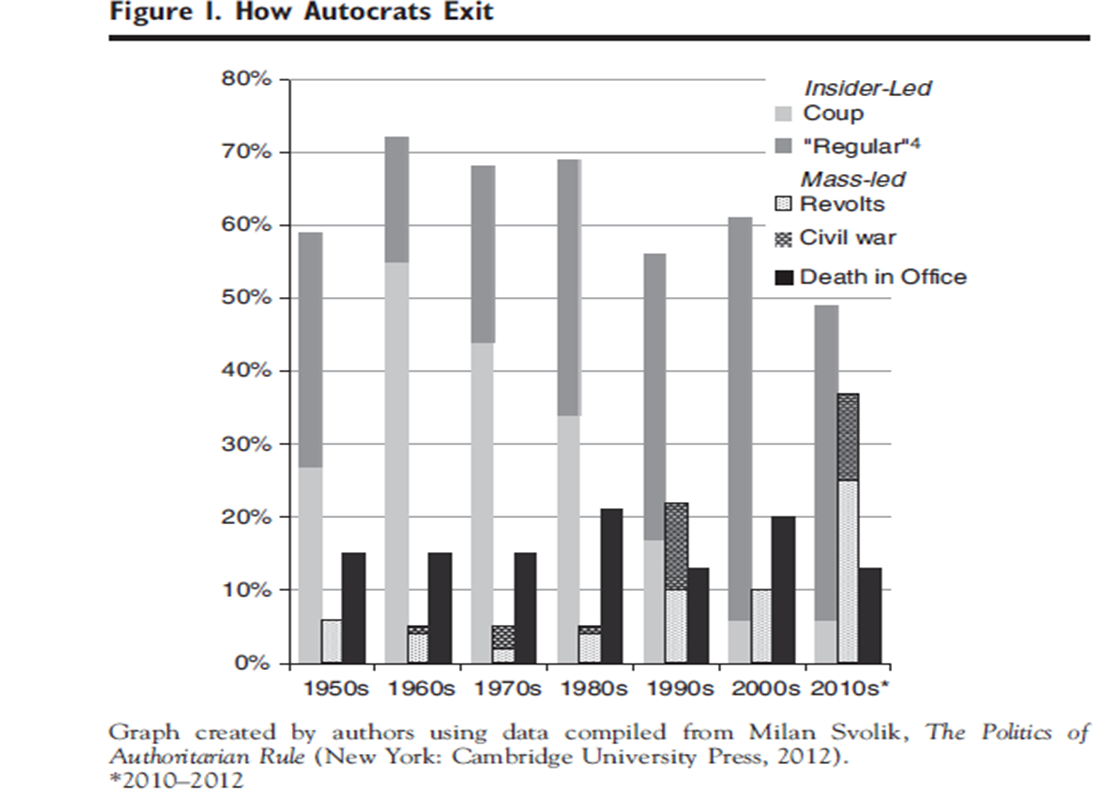 Figure I. How Autocrats Exit
80%
70%
60%
50%
40%
30%
20%
10%
0%
Insider-Led
Coup
"Regular"⁴
Mass-led
Revolts
Civil war
Death in Office
1950s 1960s 1970s 1980s 1990s 2000s 2010s*
Graph created by authors using data compiled from Milan Svolik, The Politics of
Authoritarian Rule (New York: Cambridge University Press, 2012).
*2010–2012